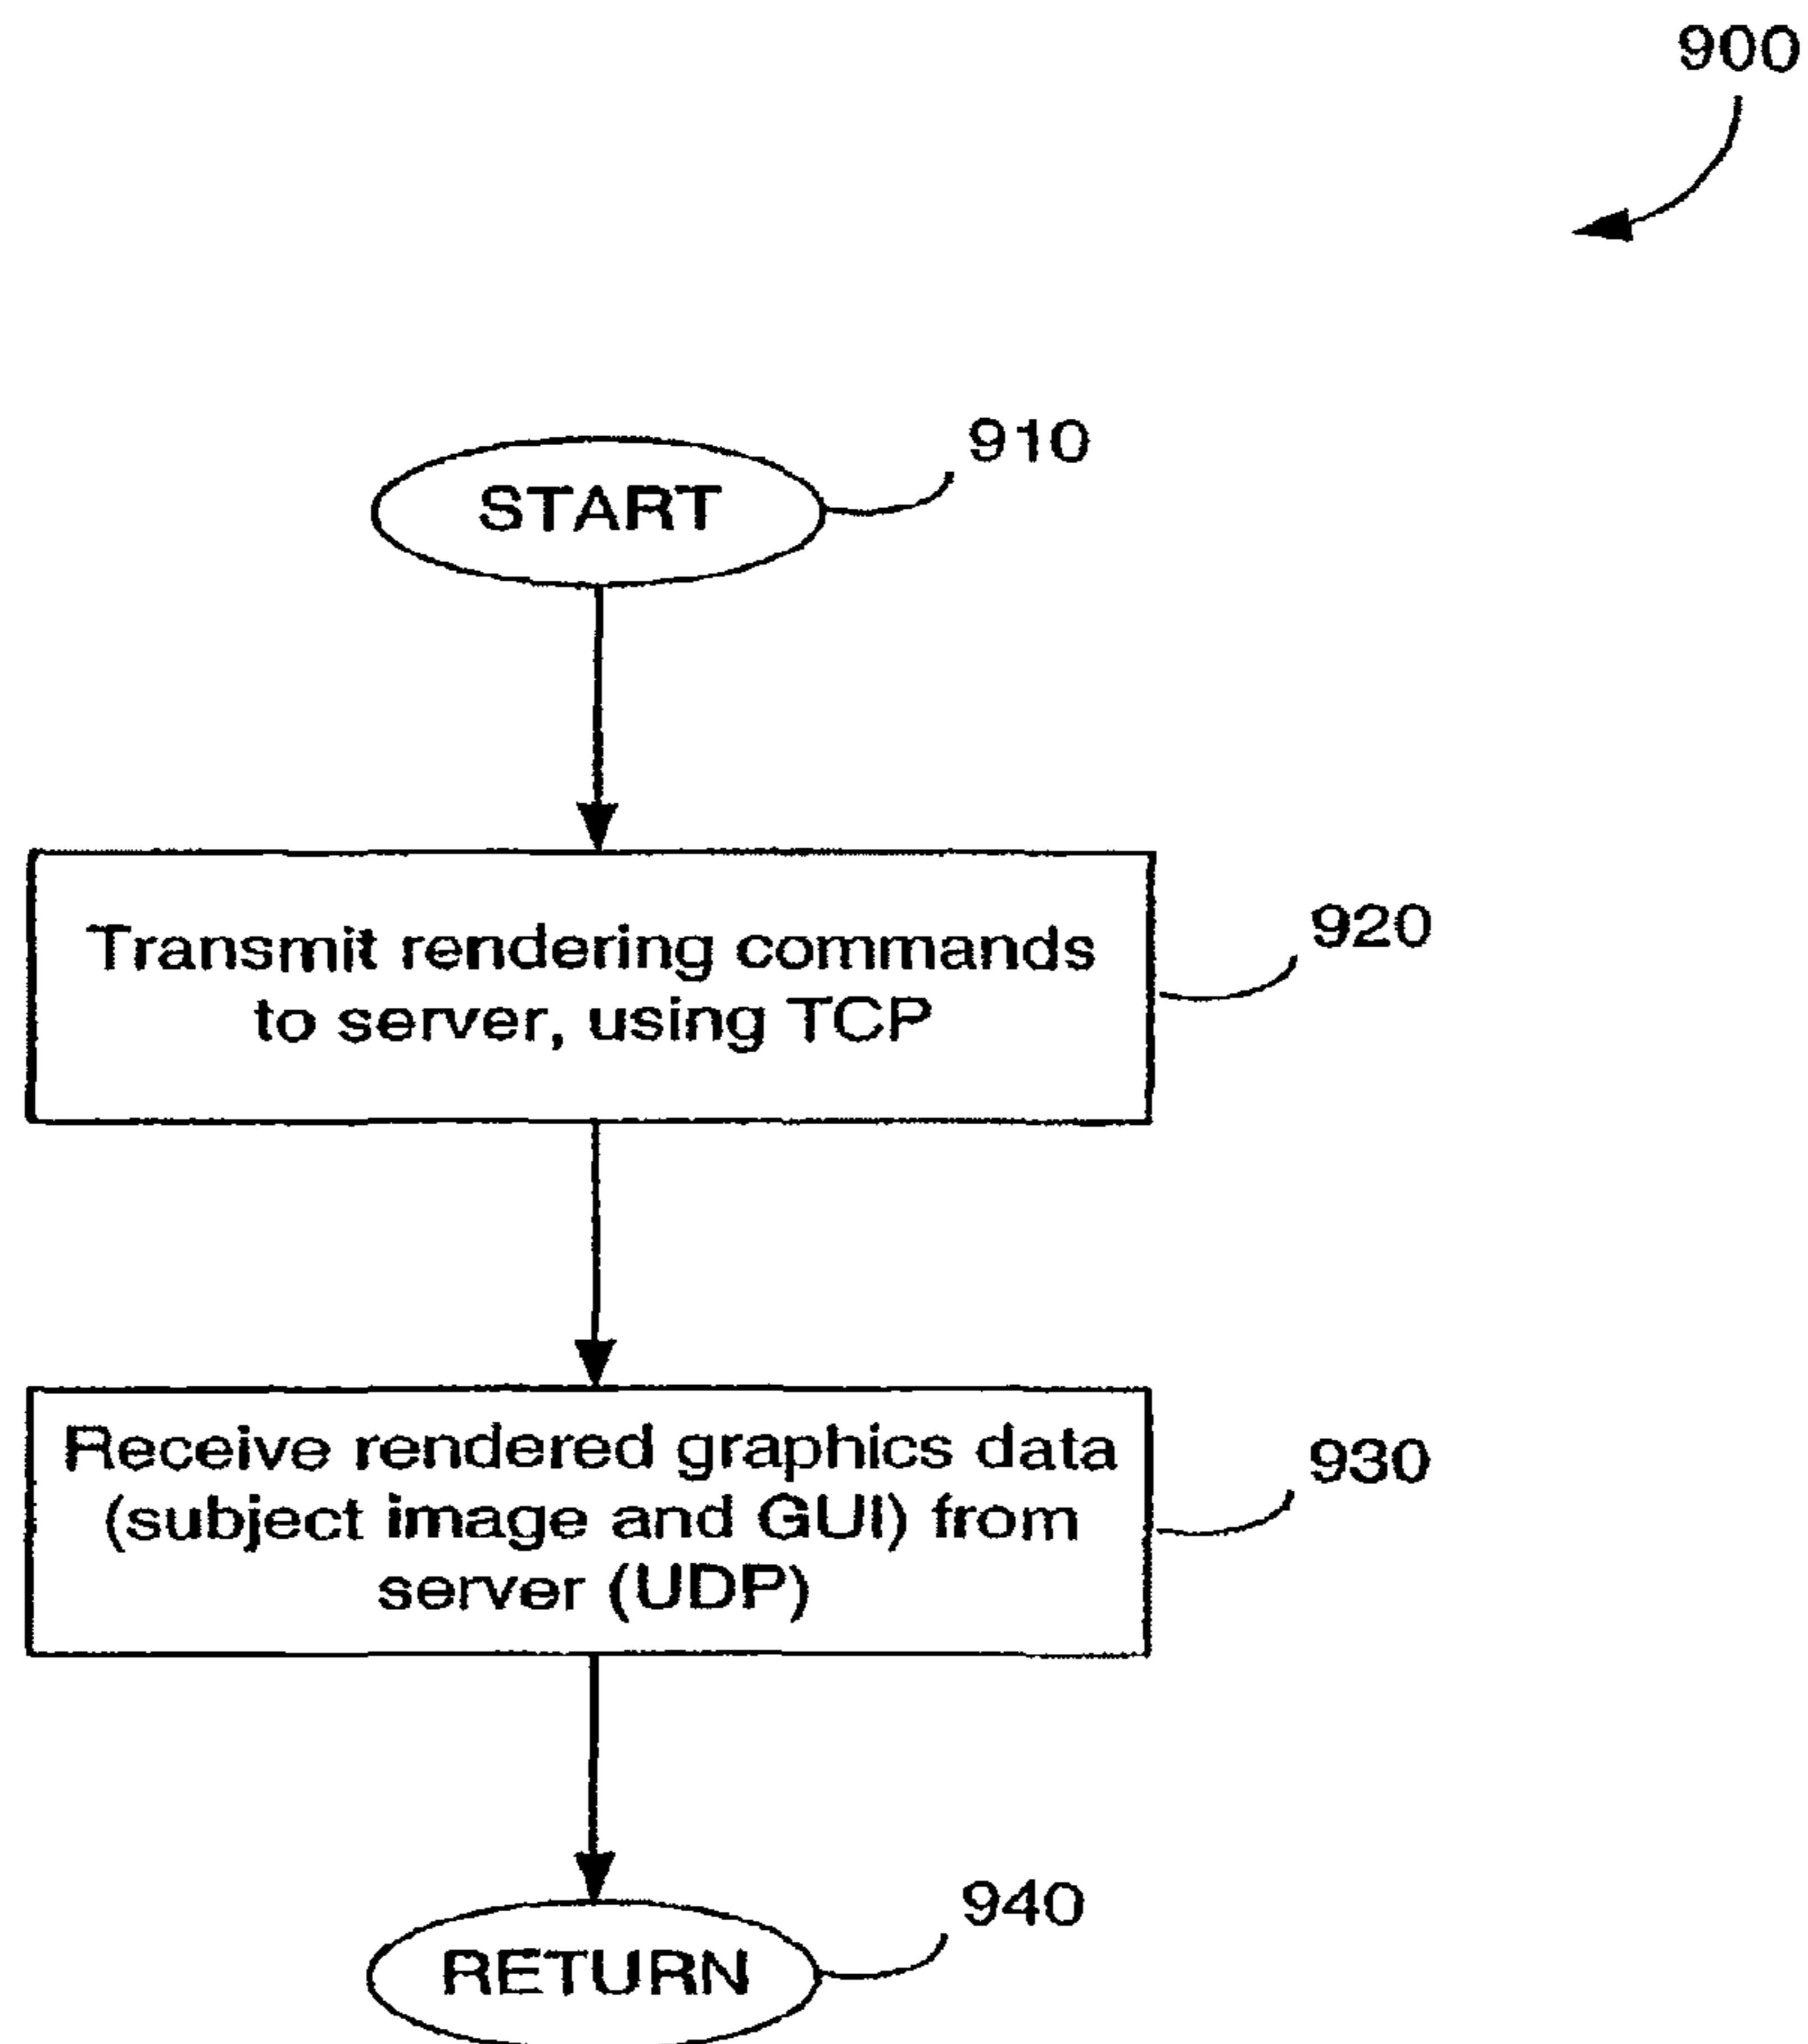 900
910
START
920
Transmit rendering commands
to server, using TCP
930
Receive rendered graphics data
(subject image and GUI) from
server (UDP)
940
RETURN